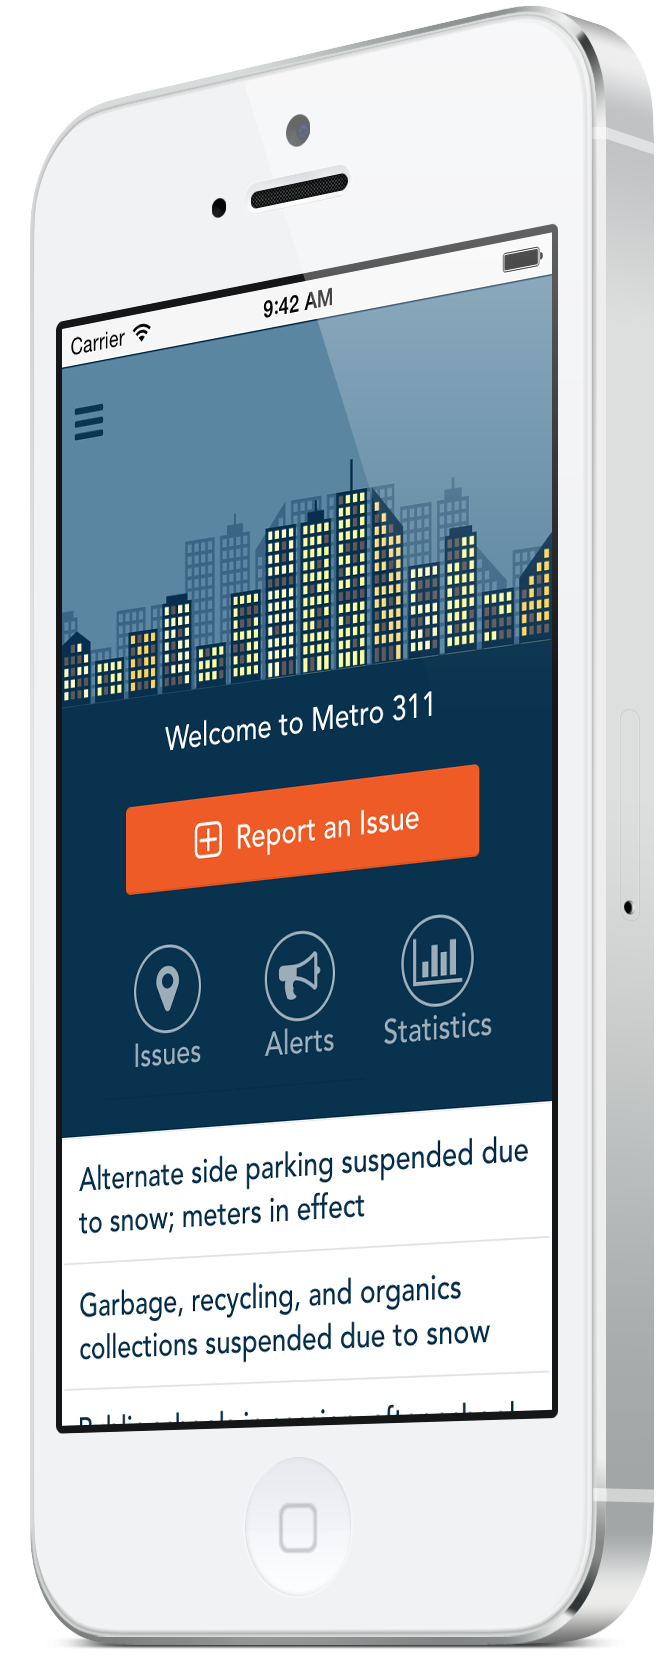 Carrier 9:42 AM
Welcome to Metro 311
Report an Issue
Issues Alerts Statistics
Alternate side parking suspended due
to snow; meters in effect
Garbage, recycling, and organics
collections suspended due to snow